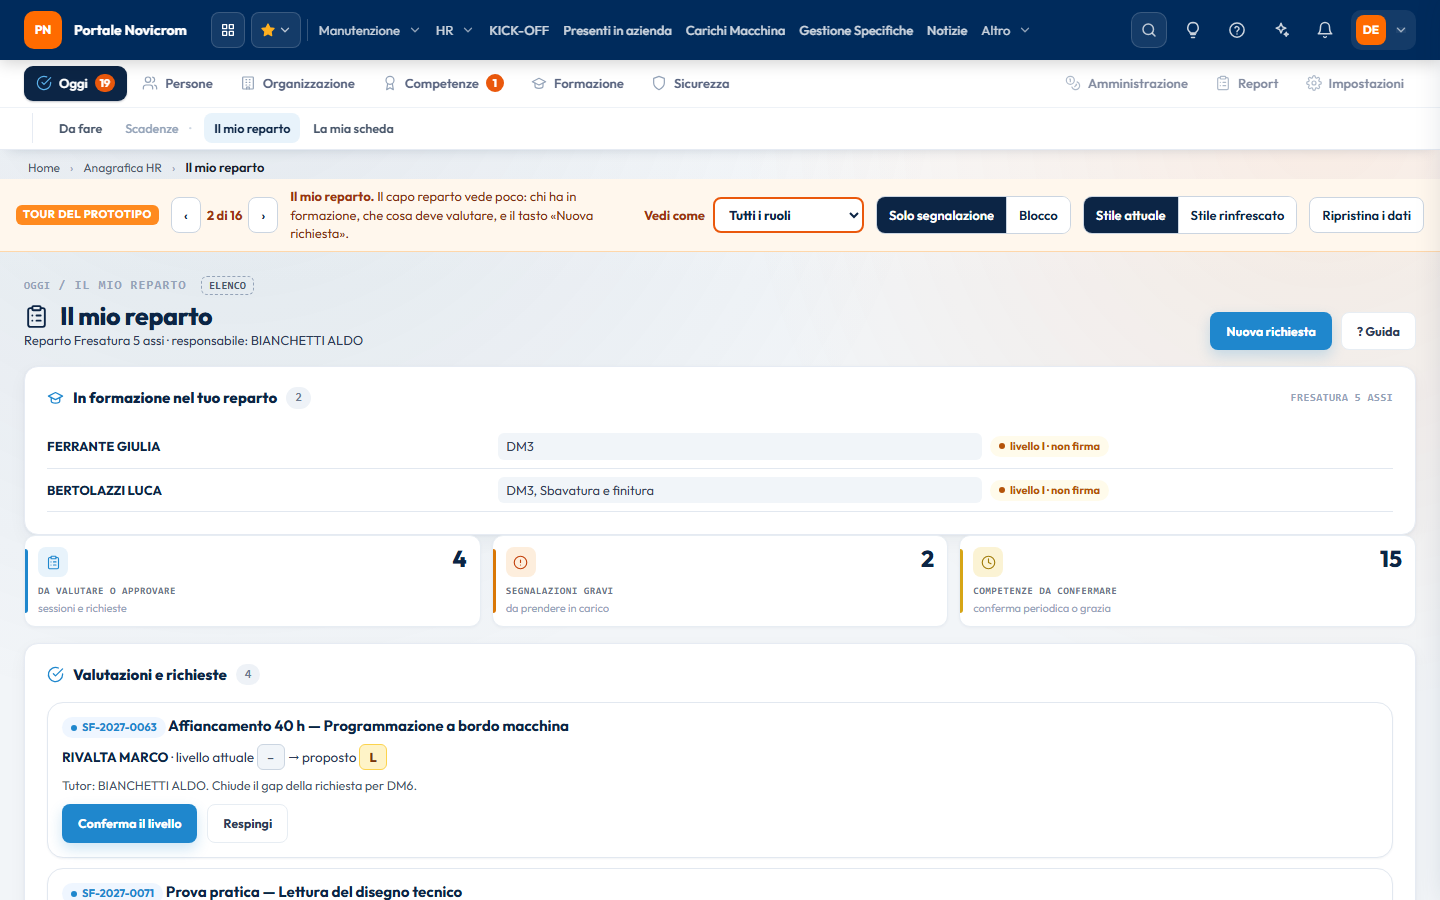 PN Portale Novicrom Manutenzione HR KICK-OFF Presenti in azienda Carichi Macchina Gestione Specifiche Notizie Altro DE
Oggi 19 Persone Organizzazione Competenze 1 Formazione Sicurezza Amministrazione Report Impostazioni
Da fare Scadenze · Il mio reparto La mia scheda
Home › Anagrafica HR › Il mio reparto
TOUR DEL PROTOTIPO ‹ 2 di 16 › Il mio reparto. Il capo reparto vede poco: chi ha in
formazione, che cosa deve valutare, e il tasto «Nuova
richiesta».
Vedi come Tutti i ruoli Solo segnalazione Blocco Stile attuale Stile rinfrescato Ripristina i dati
OGGI / IL MIO REPARTO ELENCO
Il mio reparto
Reparto Fresatura 5 assi · responsabile: BIANCHETTI ALDO
Nuova richiesta ? Guida
In formazione nel tuo reparto 2 FRESATURA 5 ASSI
FERRANTE GIULIA DM3 livello I · non firma
BERTOLAZZI LUCA DM3, Sbavatura e finitura livello I · non firma
4
DA VALUTARE O APPROVARE
sessioni e richieste
2
SEGNALAZIONI GRAVI
da prendere in carico
15
COMPETENZE DA CONFERMARE
conferma periodica o grazia
Valutazioni e richieste 4
SF-2027-0063 Affiancamento 40 h — Programmazione a bordo macchina
RIVALTA MARCO · livello attuale – → proposto L
Tutor: BIANCHETTI ALDO. Chiude il gap della richiesta per DM6.
Conferma il livello Respingi
SF-2027-0071 Prova pratica — Lettura del disegno tecnico